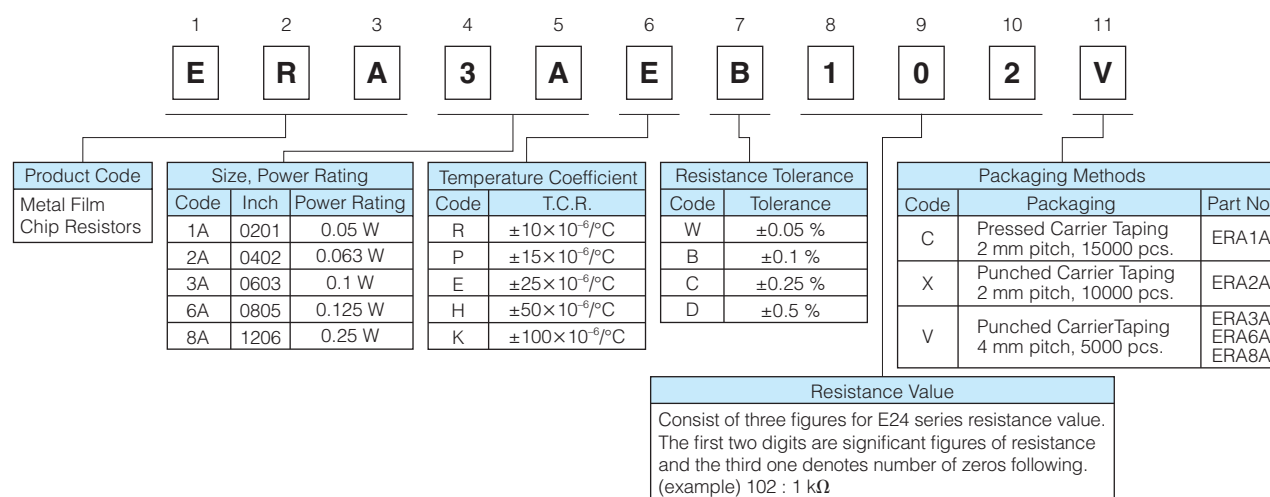 1 2 3 4 5 6 7 8 9 10 11
E R A 3 A E B 1 0 2 V
Product Code
Metal Film
Chip Resistors
Size, Power Rating
Code Inch Power Rating
1A 0201 0.05 W
2A 0402 0.063 W
3A 0603 0.1 W
6A 0805 0.125 W
8A 1206 0.25 W
Temperature Coefficient
Code T.C.R.
R ±10×10⁻⁶/°C
P ±15×10⁻⁶/°C
E ±25×10⁻⁶/°C
H ±50×10⁻⁶/°C
K ±100×10⁻⁶/°C
Resistance Tolerance
Code Tolerance
W ±0.05 %
B ±0.1 %
C ±0.25 %
D ±0.5 %
Packaging Methods
Code Packaging Part No
C Pressed Carrier Taping
2 mm pitch, 15000 pcs. ERA1A
X Punched Carrier Taping
2 mm pitch, 10000 pcs. ERA2A
V Punched CarrierTaping
4 mm pitch, 5000 pcs.
ERA3A
ERA6A
ERA8A
Resistance Value
Consist of three figures for E24 series resistance value.
The first two digits are significant figures of resistance
and the third one denotes number of zeros following.
(example) 102 : 1 kΩ